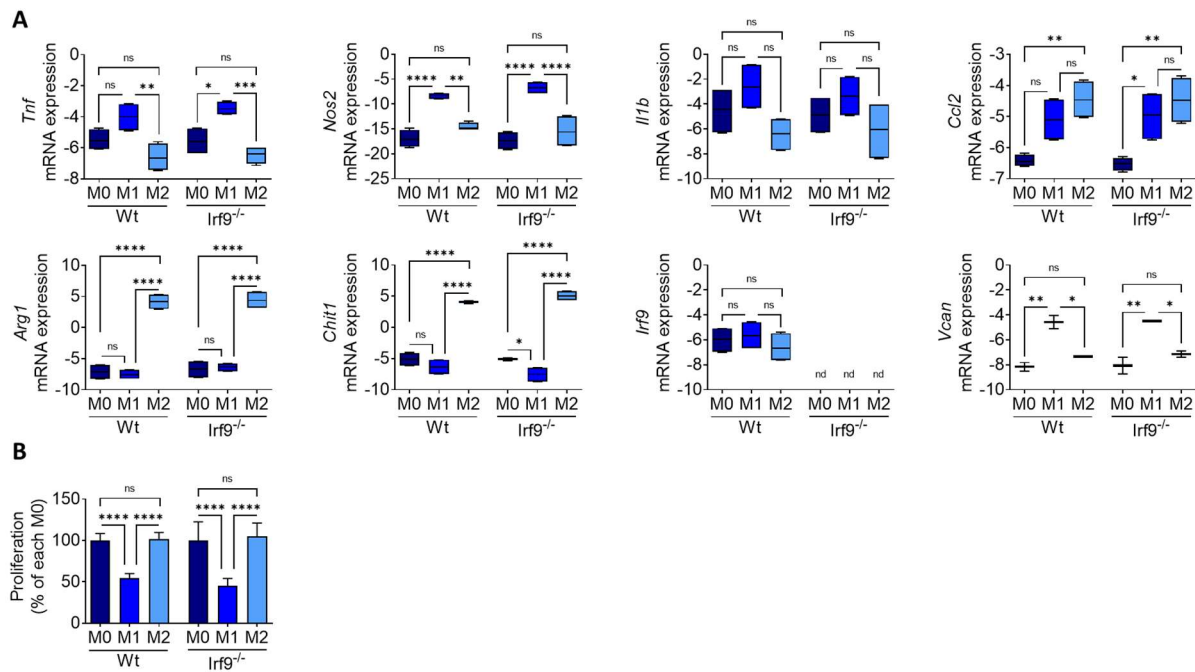 A
Tnf
mRNA expression
0
-2
-4
-6
-8
ns
ns
ns
**
*
***
M0 M1 M2 M0 M1 M2
Wt Irf9-/-
Nos2
mRNA expression
0
-5
-10
-15
-20
-25
ns
ns
****
**
****
****
M0 M1 M2 M0 M1 M2
Wt Irf9-/-
Il1b
mRNA expression
0
-2
-4
-6
-8
-10
ns
ns
ns
ns
ns
ns
M0 M1 M2 M0 M1 M2
Wt Irf9-/-
Ccl2
mRNA expression
-3
-4
-5
-6
-7
**
**
ns
ns
*
ns
M0 M1 M2 M0 M1 M2
Wt Irf9-/-
Arg1
mRNA expression
10
5
0
-5
-10
****
****
****
****
ns
ns
M0 M1 M2 M0 M1 M2
Wt Irf9-/-
Chit1
mRNA expression
10
5
0
-5
-10
****
****
****
****
ns
*
M0 M1 M2 M0 M1 M2
Wt Irf9-/-
Irf9
mRNA expression
0
-2
-4
-6
-8
-10
ns
ns
ns
nd nd nd
M0 M1 M2 M0 M1 M2
Wt Irf9-/-
Vcan
mRNA expression
0
-2
-4
-6
-8
-10
ns
ns
**
*
**
*
M0 M1 M2 M0 M1 M2
Wt Irf9-/-
B
Proliferation
(% of each M0)
150
100
50
0
ns
ns
****
****
****
****
M0 M1 M2 M0 M1 M2
Wt Irf9-/-